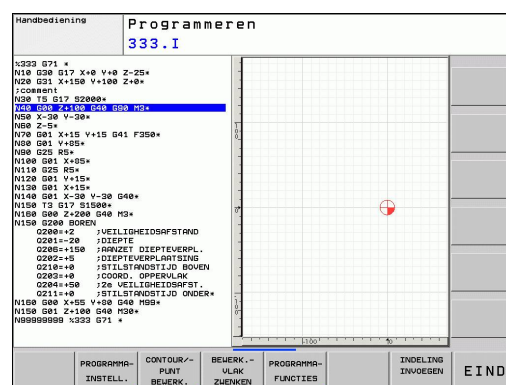 Handbediening
Programmeren
333.I
%333 G71 *
N10 G30 G17 X+0 Y+0 Z-25*
N20 G31 X+150 Y+100 Z+0*
;comment
N30 T5 G17 S2000*
N40 G00 Z+100 G40 G90 M3*
N50 X-30 Y-30*
N60 Z-5*
N70 G01 X+15 Y+15 G41 F350*
N80 G01 Y+85*
N90 G25 R5*
N100 G01 X+85*
N110 G25 R5*
N120 G01 Y+15*
N130 G01 X+15*
N140 G01 X-30 Y-30 G40*
N150 T3 G17 S1500*
N160 G00 Z+200 G40 M3*
N150 G200 BOREN
Q200=+2 ;VEILIGHEIDSAFSTAND
Q201=-20 ;DIEPTE
Q206=+150 ;AANZET DIEPTEVERPL.
Q202=+5 ;DIEPTEVERPLAATSING
Q210=+0 ;STILSTANDSTIJD BOVEN
Q203=+0 ;COORD. OPPERVLAK
Q204=+50 ;2e VEILIGHEIDSAFST.
Q211=+0 ;STILSTANDSTIJD ONDER*
N160 G00 X+55 Y+80 G40 M99*
N150 G01 Z+100 G40 M30*
N99999999 %333 G71 *
PROGRAMMA-
INSTELL.
CONTOUR/-
PUNT
BEWERK.
BEWERK.-
VLAK
ZWENKEN
PROGRAMMA-
FUNCTIES
INDELING
INVOEGEN
EIND